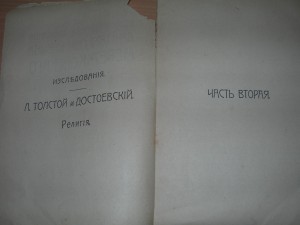 ИЗСЛѢДОВАНІЯ.
Л. ТОЛСТОЙ и ДОСТОЕВСКІЙ.
Религія.
ЧАСТЬ ВТОРАЯ.